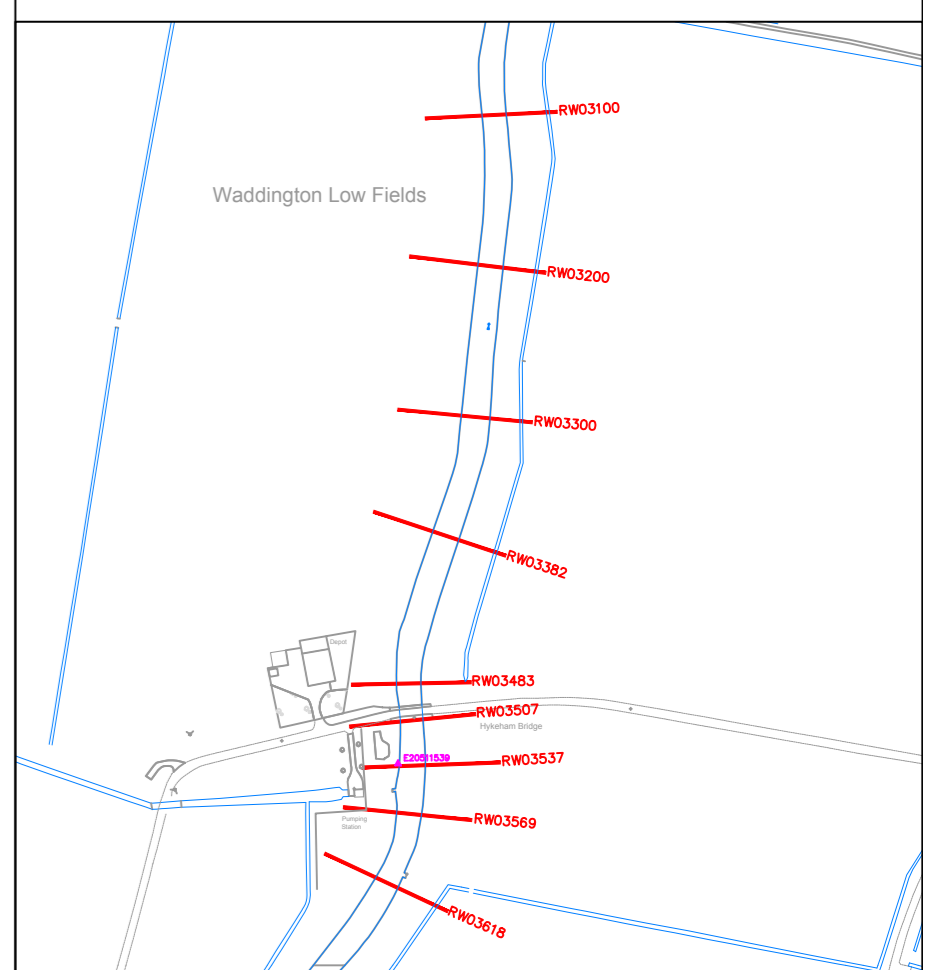 RW03100
Waddington Low Fields
RW03200
RW03300
RW03382
Depot
RW03483
RW03507
Hykeham Bridge
E20511539
RW03537
RW03569
Pumping
Station
RW03618